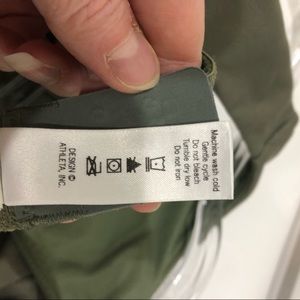 Machine wash cold
Gentle cycle
Do not bleach
Tumble dry low
Do not iron
DESIGN ©
ATHLETA, INC.